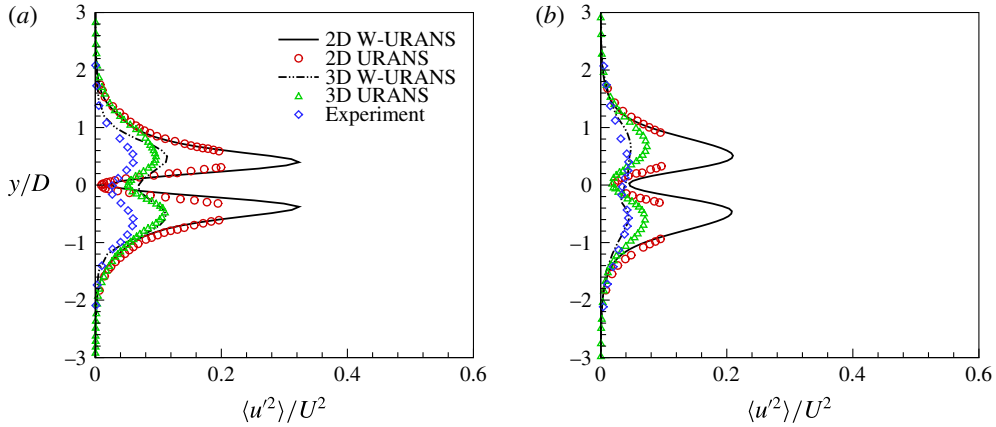 (a)
(b)
3
2
1
0
−1
−2
−3
y/D
2D W-URANS
2D URANS
3D W-URANS
3D URANS
Experiment
0
0.2
0.4
0.6
⟨u′²⟩/U²
3
2
1
0
−1
−2
−3
0
0.2
0.4
0.6
⟨u′²⟩/U²